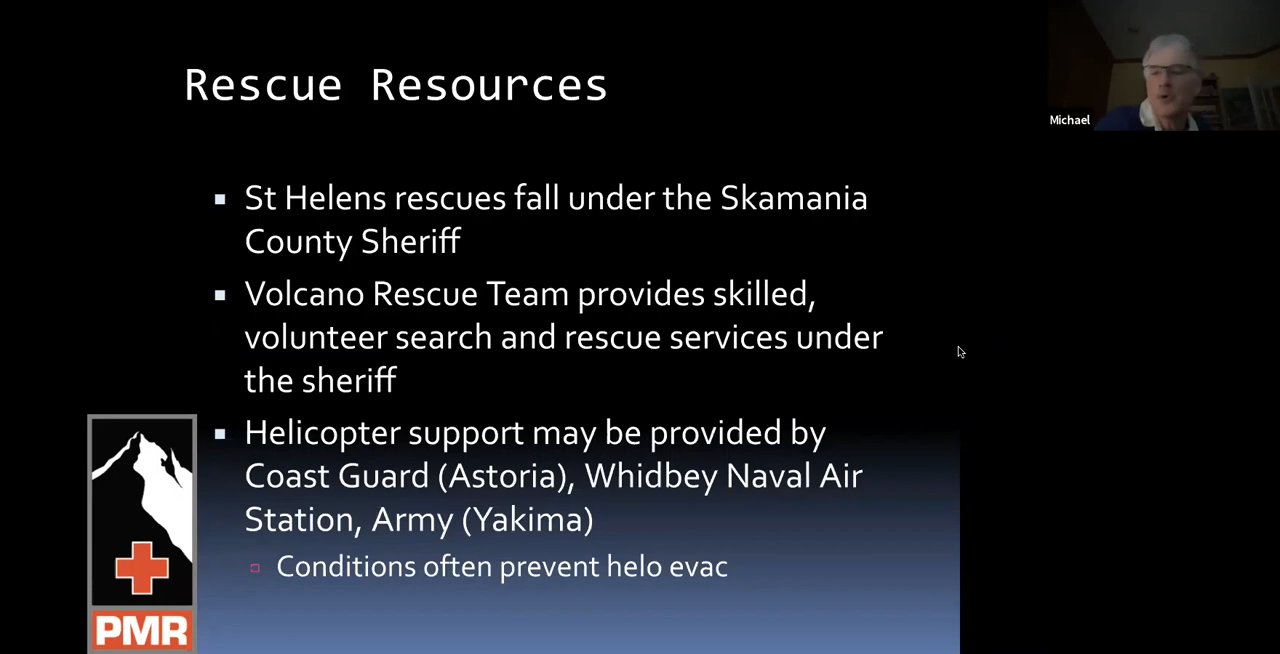 Rescue Resources
Michael
St Helens rescues fall under the Skamania
County Sheriff
Volcano Rescue Team provides skilled,
volunteer search and rescue services under
the sheriff
Helicopter support may be provided by
Coast Guard (Astoria), Whidbey Naval Air
Station, Army (Yakima)
Conditions often prevent helo evac
PMR